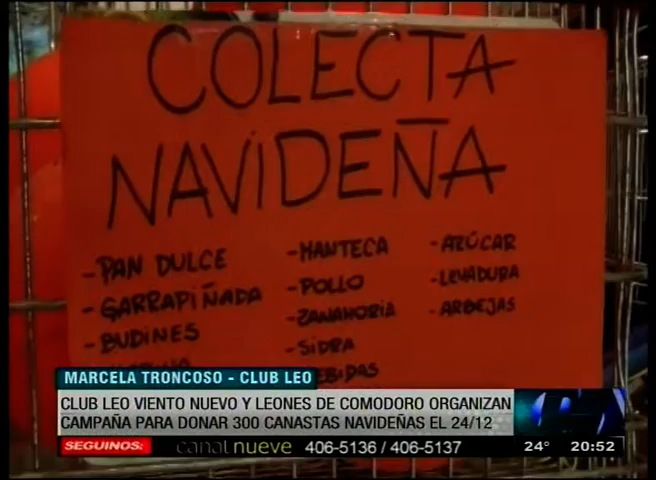 COLECTA
NAVIDEÑA
-PAN DULCE
-GARRAPIÑADA
-BUDINES
-MANTECA
-POLLO
-ZANAHORIA
-SIDRA
-AZÚCAR
-LEVADURA
-ARBEJAS
MARCELA TRONCOSO - CLUB LEO
CLUB LEO VIENTO NUEVO Y LEONES DE COMODORO ORGANIZAN
CAMPAÑA PARA DONAR 300 CANASTAS NAVIDEÑAS EL 24/12
SEGUINOS: canal nueve 406-5136 / 406-5137 24° 20:52